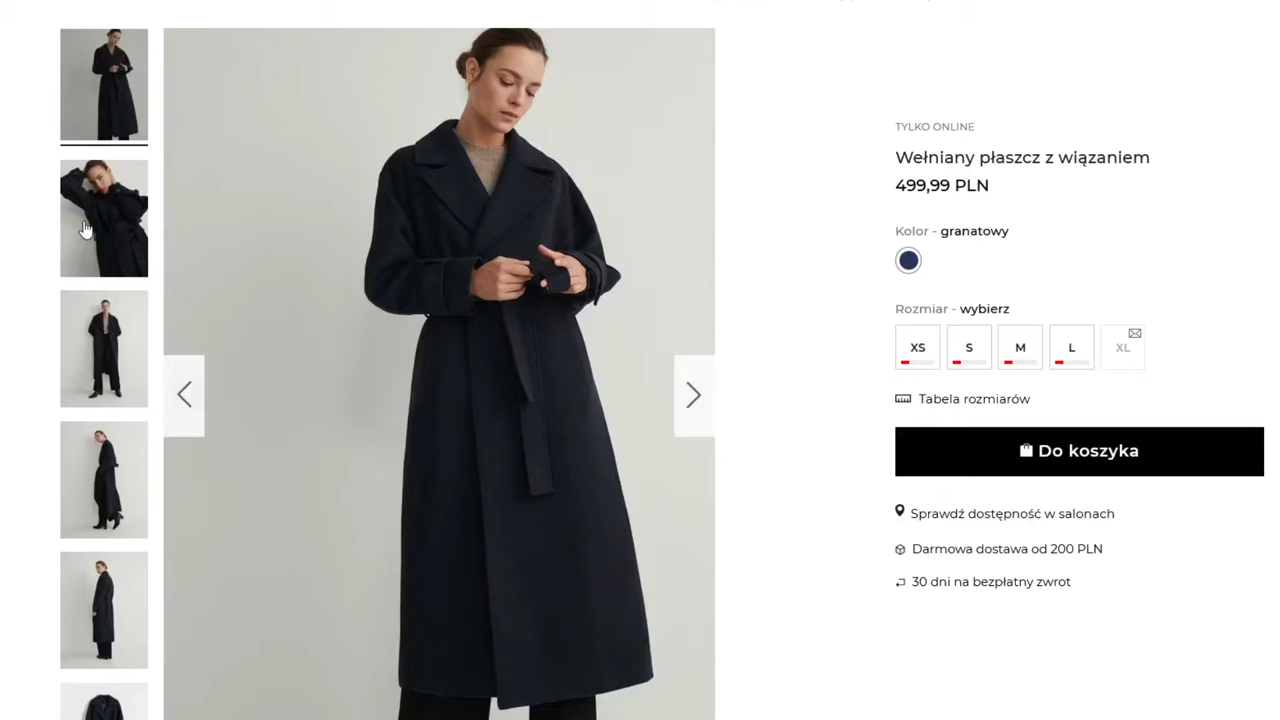 TYLKO ONLINE
Wełniany płaszcz z wiązaniem
499,99 PLN
Kolor - granatowy
Rozmiar - wybierz
XS S M L XL
Tabela rozmiarów
Do koszyka
Sprawdź dostępność w salonach
Darmowa dostawa od 200 PLN
30 dni na bezpłatny zwrot